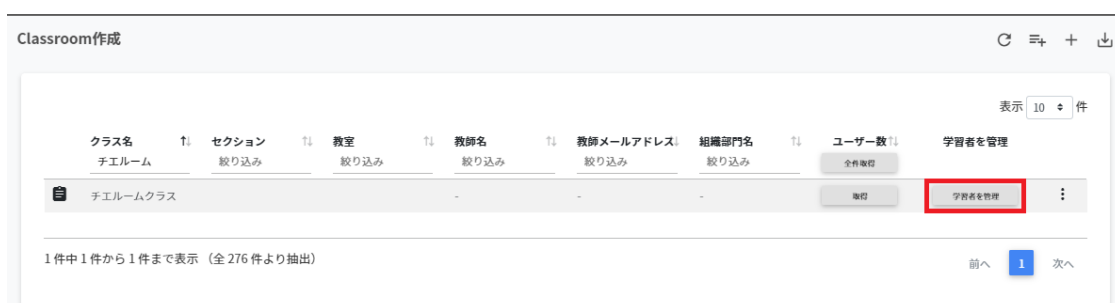 Classroom作成
表示 10 件
クラス名 セクション 教室 教師名 教師メールアドレス 組織部門名 ユーザー数 学習者を管理
チエルーム 絞り込み 絞り込み 絞り込み 絞り込み 絞り込み 全件取得
チエルームクラス - - - 取得 学習者を管理
1 件中 1 件から 1 件まで表示 （全 276 件より抽出）
前へ 1 次へ